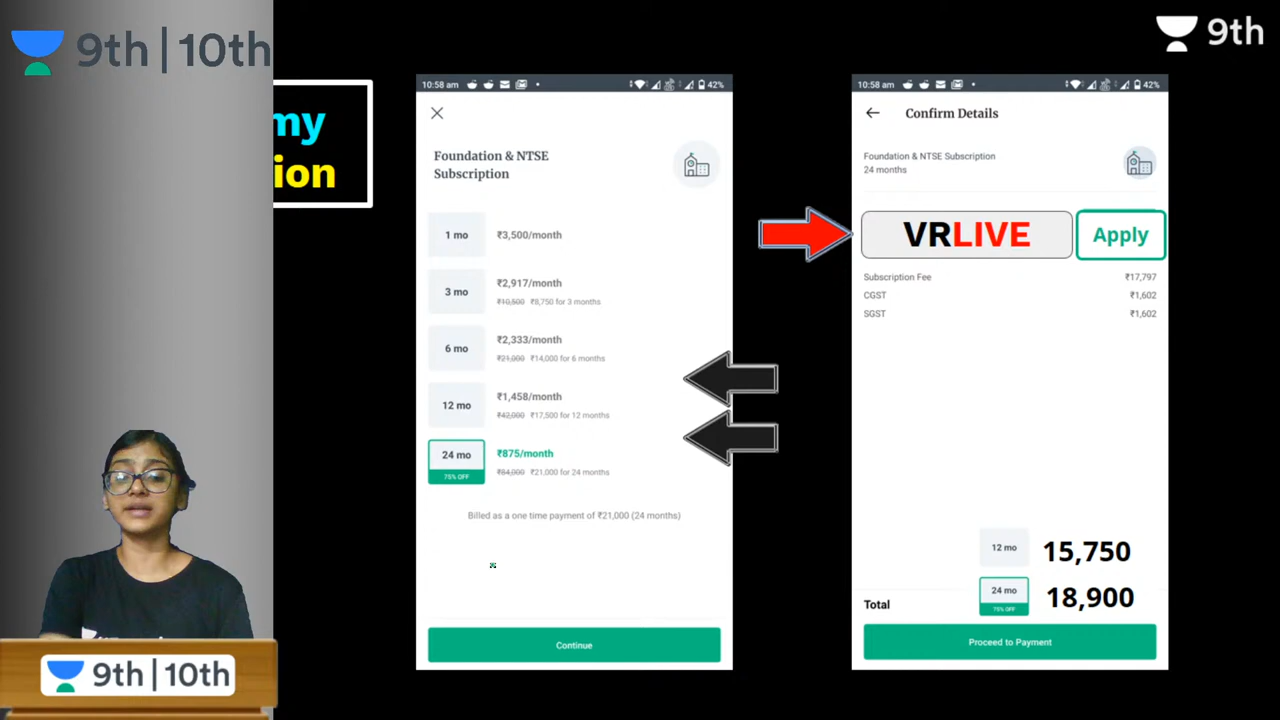 9th | 10th
9th
my
ion
10:58 am
42%
Foundation & NTSE
Subscription
1 mo
₹3,500/month
3 mo
₹2,917/month
₹10,500 ₹8,750 for 3 months
6 mo
₹2,333/month
₹21,000 ₹14,000 for 6 months
12 mo
₹1,458/month
₹42,000 ₹17,500 for 12 months
24 mo
75% OFF
₹875/month
₹84,000 ₹21,000 for 24 months
Billed as a one time payment of ₹21,000 (24 months)
Continue
10:58 am
42%
Confirm Details
Foundation & NTSE Subscription
24 months
VRLIVE
Apply
Subscription Fee ₹17,797
CGST ₹1,602
SGST ₹1,602
12 mo 15,750
24 mo 18,900
75% OFF
Total
Proceed to Payment
9th | 10th